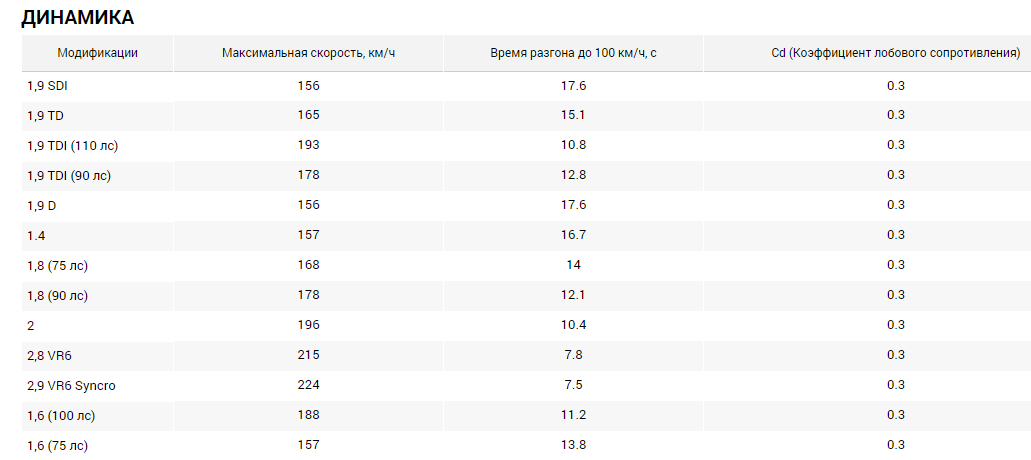 ДИНАМИКА
Модификации Максимальная скорость, км/ч Время разгона до 100 км/ч, с Cd (Коэффициент лобового сопротивления)
1,9 SDI 156 17.6 0.3
1,9 TD 165 15.1 0.3
1,9 TDI (110 лс) 193 10.8 0.3
1,9 TDI (90 лс) 178 12.8 0.3
1,9 D 156 17.6 0.3
1.4 157 16.7 0.3
1,8 (75 лс) 168 14 0.3
1,8 (90 лс) 178 12.1 0.3
2 196 10.4 0.3
2,8 VR6 215 7.8 0.3
2,9 VR6 Syncro 224 7.5 0.3
1,6 (100 лс) 188 11.2 0.3
1,6 (75 лс) 157 13.8 0.3